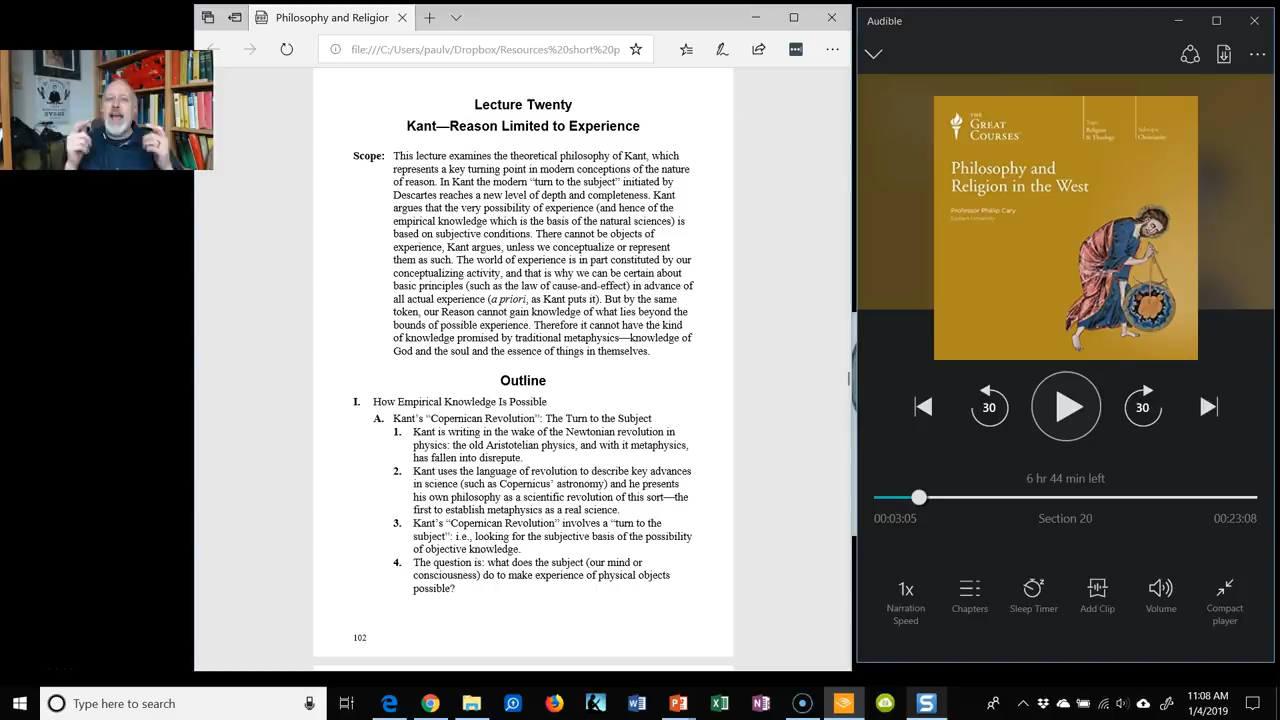 Philosophy and Religior
file:///C:/Users/paulv/Dropbox/Resources%20short%20p
Lecture Twenty
Kant—Reason Limited to Experience
Scope: This lecture examines the theoretical philosophy of Kant, which
represents a key turning point in modern conceptions of the nature
of reason. In Kant the modern “turn to the subject” initiated by
Descartes reaches a new level of depth and completeness. Kant
argues that the very possibility of experience (and hence of the
empirical knowledge which is the basis of the natural sciences) is
based on subjective conditions. There cannot be objects of
experience, Kant argues, unless we conceptualize or represent
them as such. The world of experience is in part constituted by our
conceptualizing activity, and that is why we can be certain about
basic principles (such as the law of cause-and-effect) in advance of
all actual experience (a priori, as Kant puts it). But by the same
token, our Reason cannot gain knowledge of what lies beyond the
bounds of possible experience. Therefore it cannot have the kind
of knowledge promised by traditional metaphysics—knowledge of
God and the soul and the essence of things in themselves.
Outline
I. How Empirical Knowledge Is Possible
A. Kant’s “Copernican Revolution”: The Turn to the Subject
1. Kant is writing in the wake of the Newtonian revolution in
physics: the old Aristotelian physics, and with it metaphysics,
has fallen into disrepute.
2. Kant uses the language of revolution to describe key advances
in science (such as Copernicus’ astronomy) and he presents
his own philosophy as a scientific revolution of this sort—the
first to establish metaphysics as a real science.
3. Kant’s “Copernican Revolution” involves a “turn to the
subject”: i.e., looking for the subjective basis of the possibility
of objective knowledge.
4. The question is: what does the subject (our mind or
consciousness) do to make experience of physical objects
possible?
102
Audible
THE
GREAT
COURSES
Topic
Religion
& Theology
Subtopic
Christianity
Philosophy and
Religion in the West
Professor Phillip Cary
Eastern University
30
30
6 hr 44 min left
00:03:05
Section 20
00:23:08
1x
Narration
Speed
Chapters
Sleep Timer
Add Clip
Volume
Compact
player
Type here to search
11:08 AM
1/4/2019